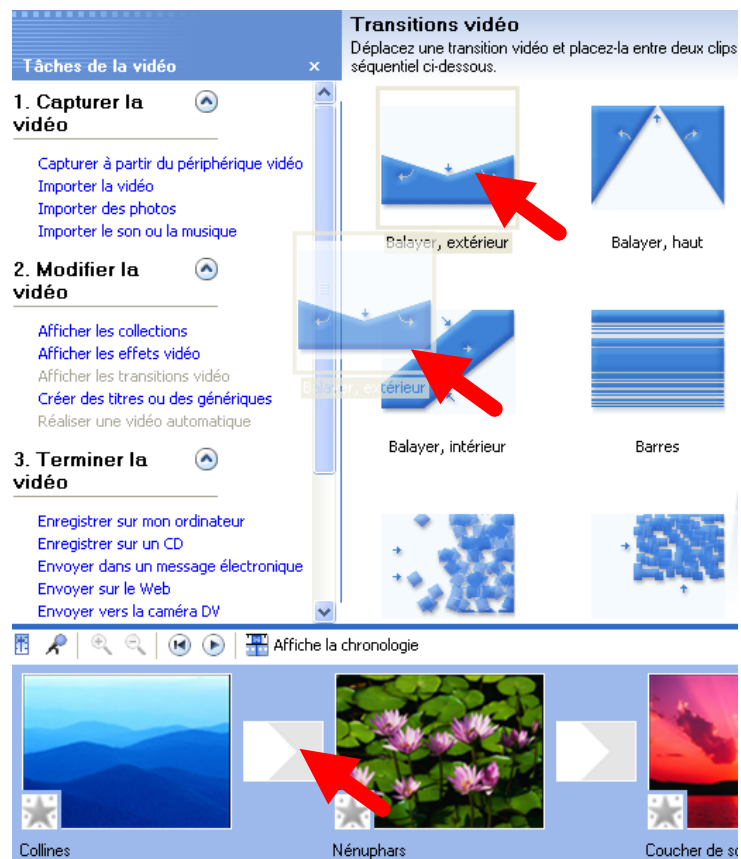 Tâches de la vidéo
1. Capturer la
vidéo
Capturer à partir du périphérique vidéo
Importer la vidéo
Importer des photos
Importer le son ou la musique
2. Modifier la
vidéo
Afficher les collections
Afficher les effets vidéo
Afficher les transitions vidéo
Créer des titres ou des génériques
Réaliser une vidéo automatique
3. Terminer la
vidéo
Enregistrer sur mon ordinateur
Enregistrer sur un CD
Envoyer dans un message électronique
Envoyer sur le Web
Envoyer vers la caméra DV
Transitions vidéo
Déplacez une transition vidéo et placez-la entre deux clips
séquentiel ci-dessous.
Balayer, extérieur
Balayer, haut
Balayer, extérieur
Balayer, intérieur
Barres
Affiche la chronologie
Collines
Nénuphars
Coucher de so